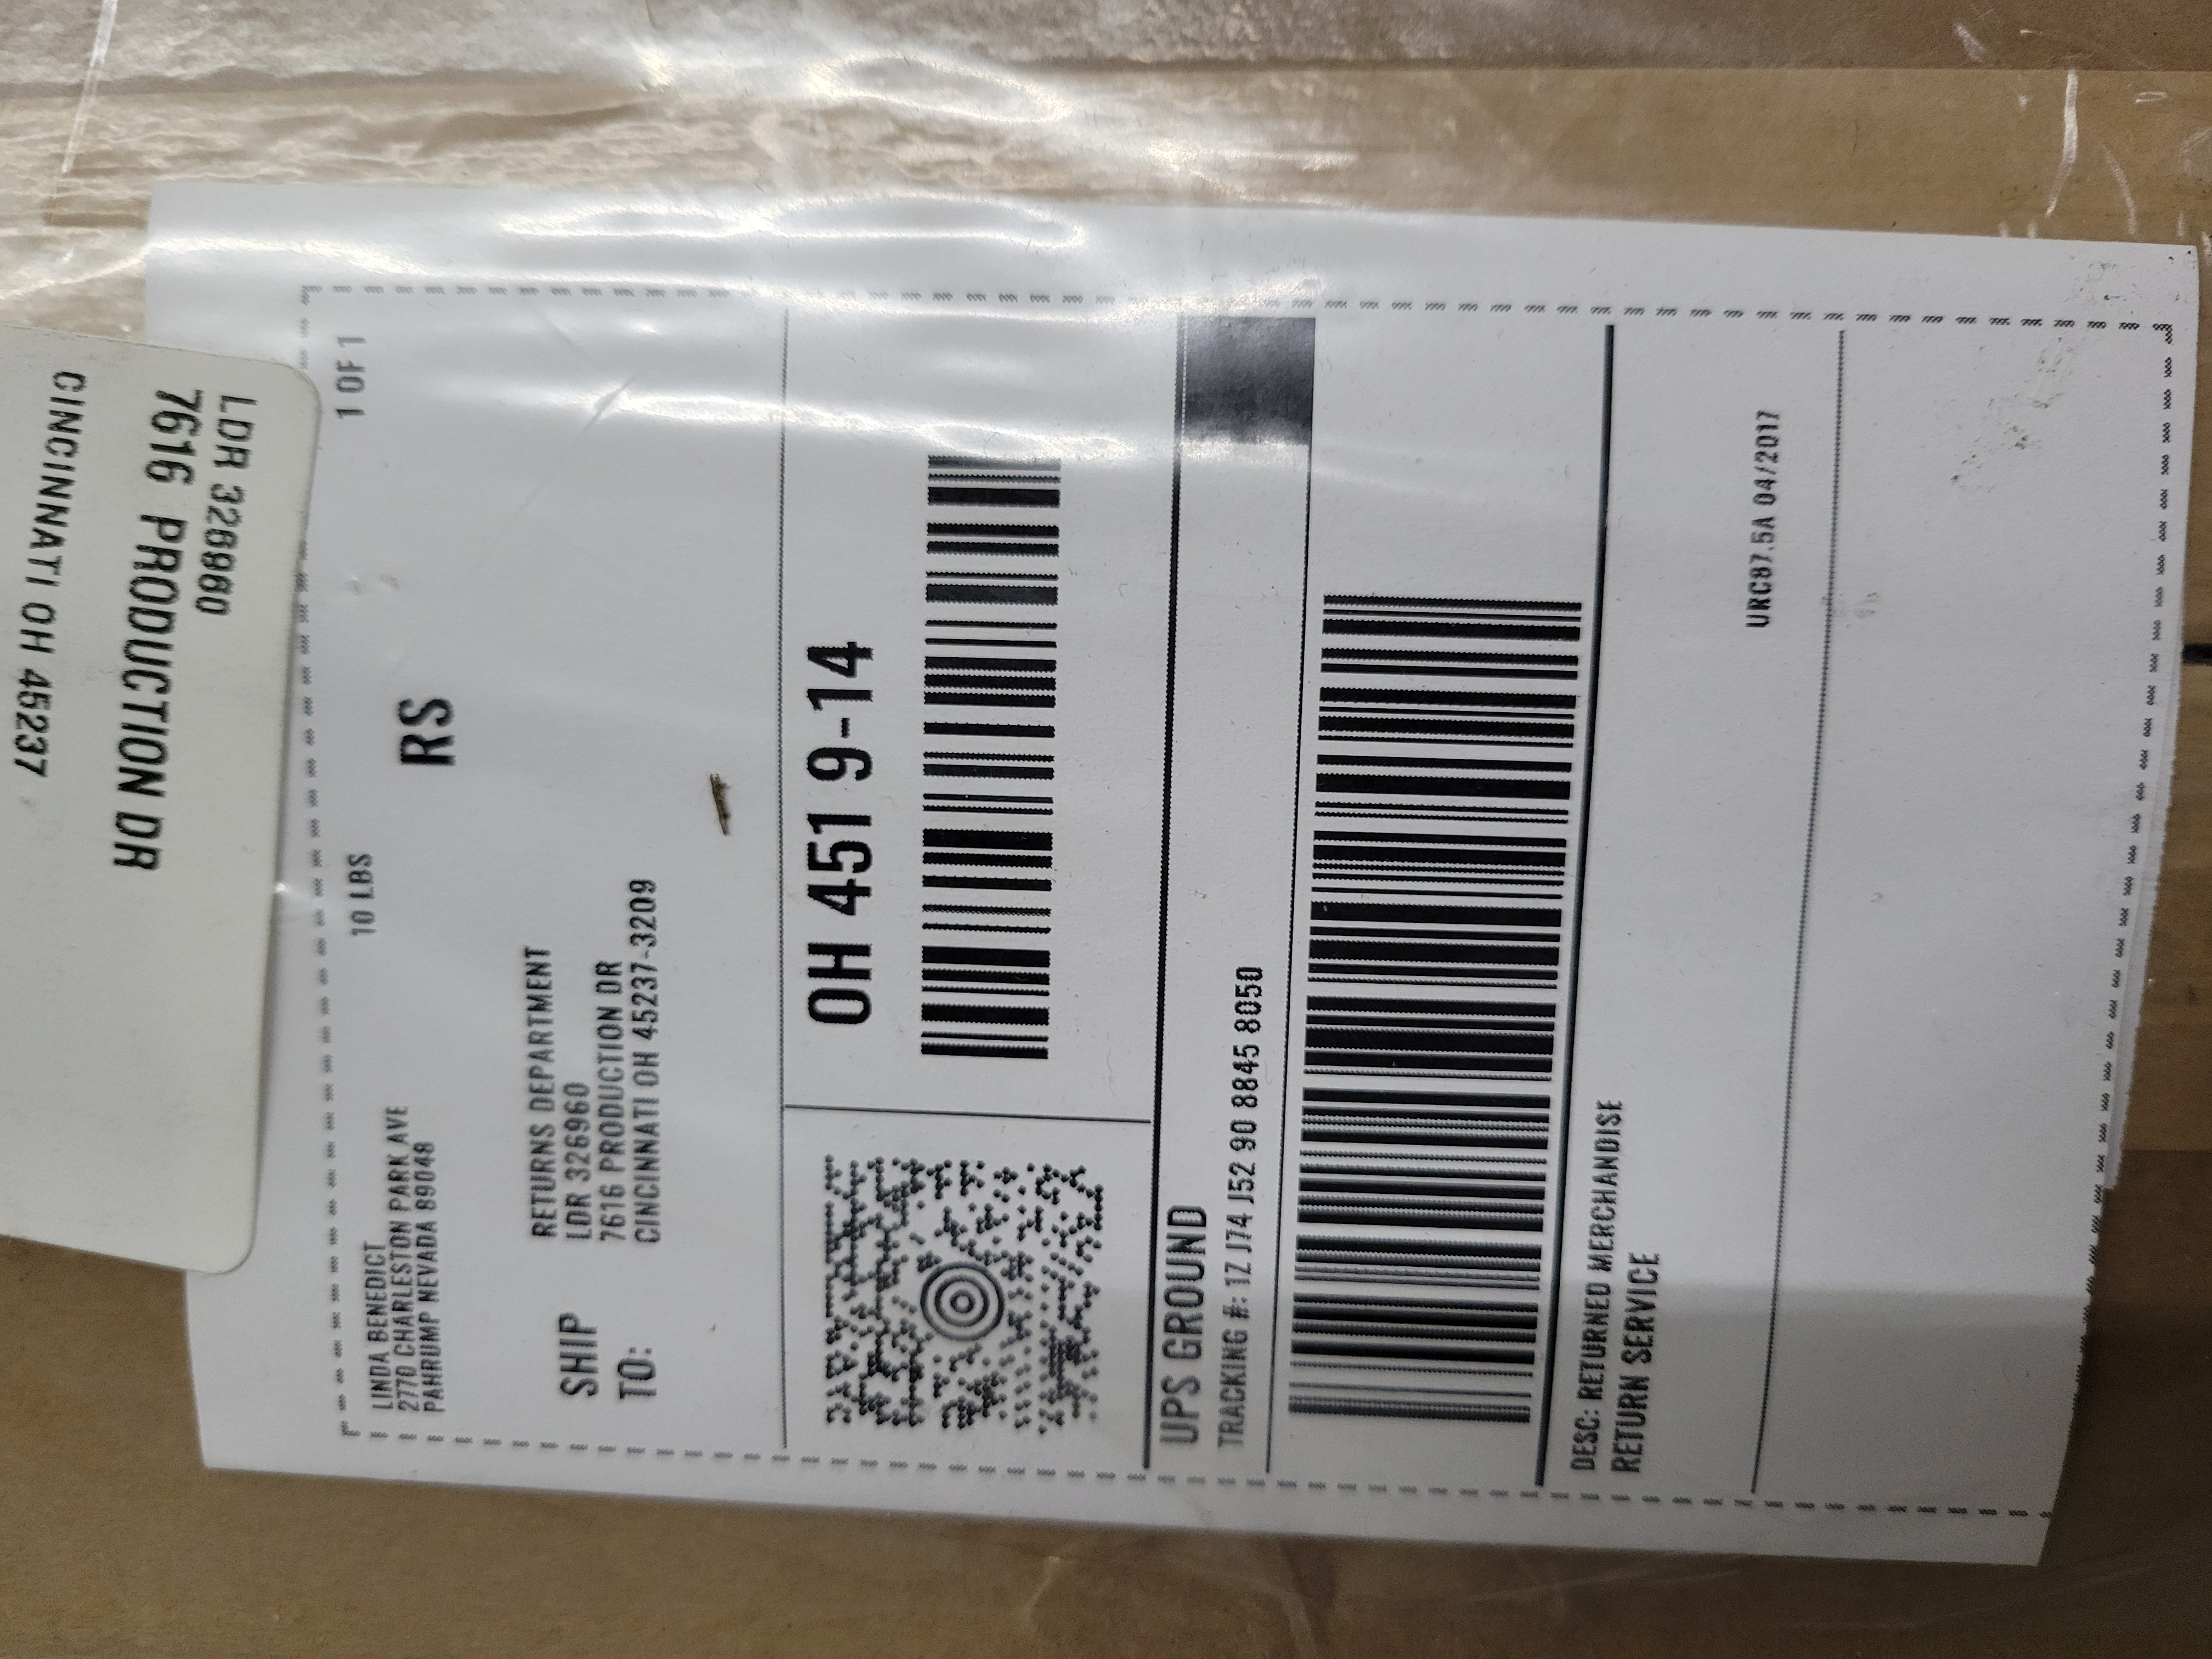 LINDA BENEDICT
2770 CHARLESTON PARK AVE
PAHRUMP NEVADA 89048
10 LBS
1 OF 1
RS
SHIP
TO:
RETURNS DEPARTMENT
LDR 326960
7616 PRODUCTION DR
CINCINNATI OH 45237-3209
OH 451 9-14
UPS GROUND
TRACKING #: 1Z J74 J52 90 8845 8050
DESC: RETURNED MERCHANDISE
RETURN SERVICE
URC87.5A 04/2017
LDR 326960
7616 PRODUCTION DR
CINCINNATI OH 45237